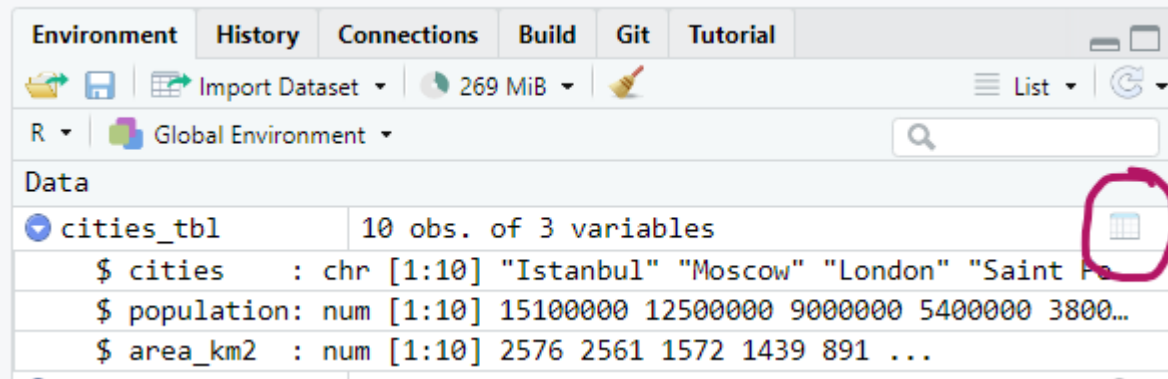 Environment History Connections Build Git Tutorial
Import Dataset 269 MiB List
R Global Environment
Data
cities_tbl 10 obs. of 3 variables
$ cities : chr [1:10] "Istanbul" "Moscow" "London" "Saint Pe…
$ population: num [1:10] 15100000 12500000 9000000 5400000 3800…
$ area_km2 : num [1:10] 2576 2561 1572 1439 891 ...